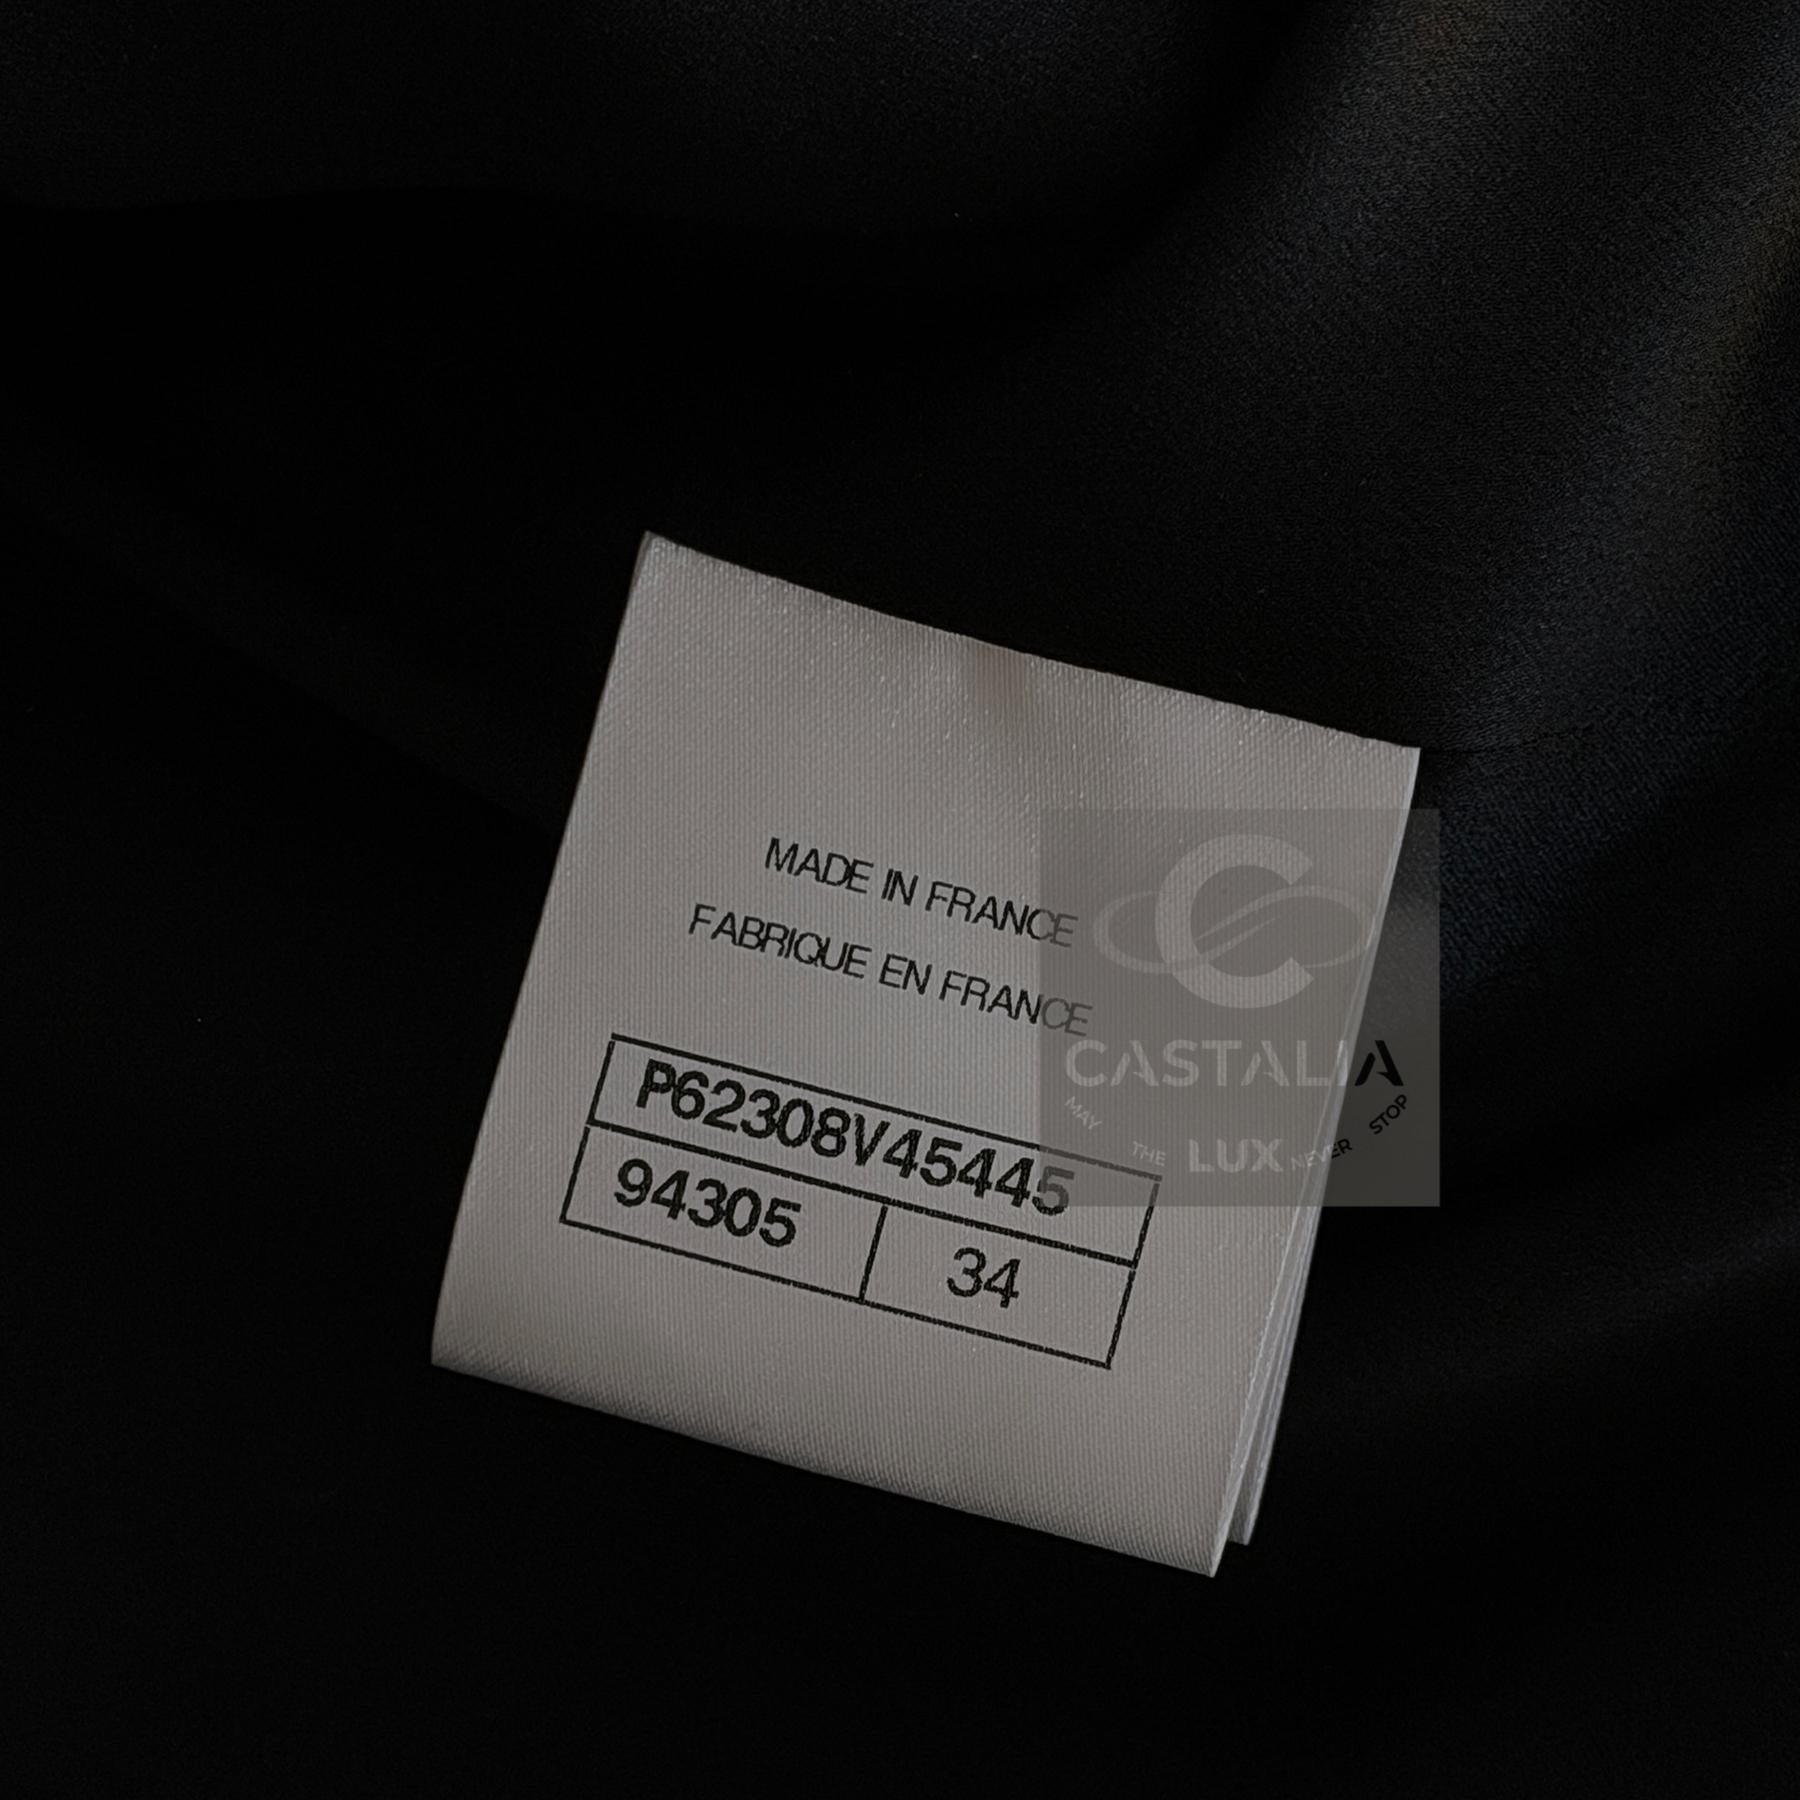 MADE IN FRANCE
FABRIQUE EN FRANCE
P62308V45445
94305
34
C
CASTALIA
MAY THE LUX NEVER STOP